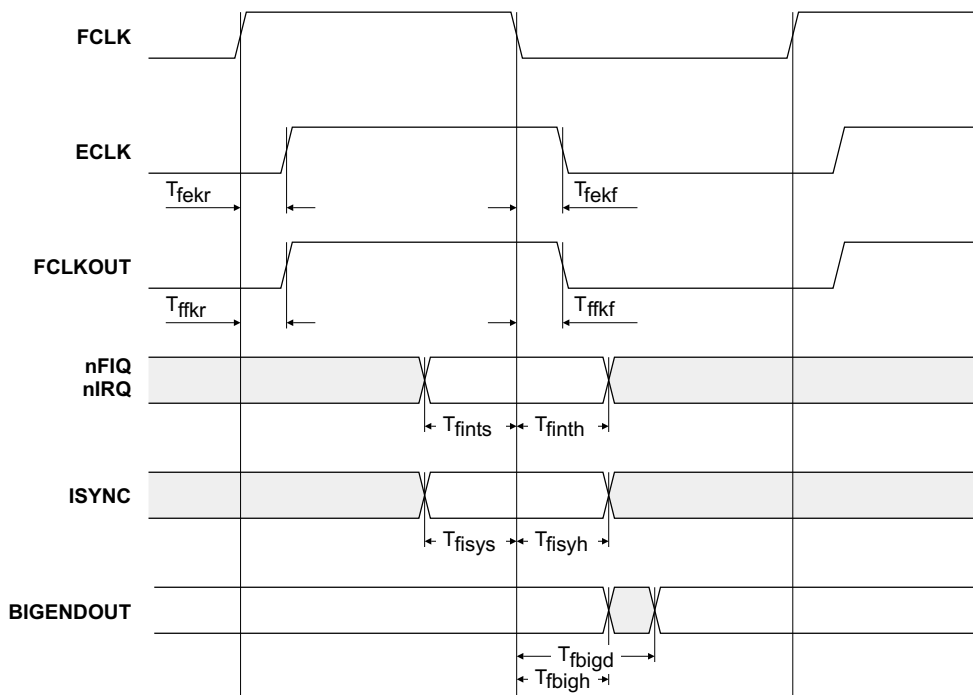 FCLK
ECLK
Tfekr
Tfekf
FCLKOUT
Tffkr
Tffkf
nFIQ
nIRQ
Tfints
Tfinth
ISYNC
Tfisys
Tfisyh
BIGENDOUT
Tfbigd
Tfbigh